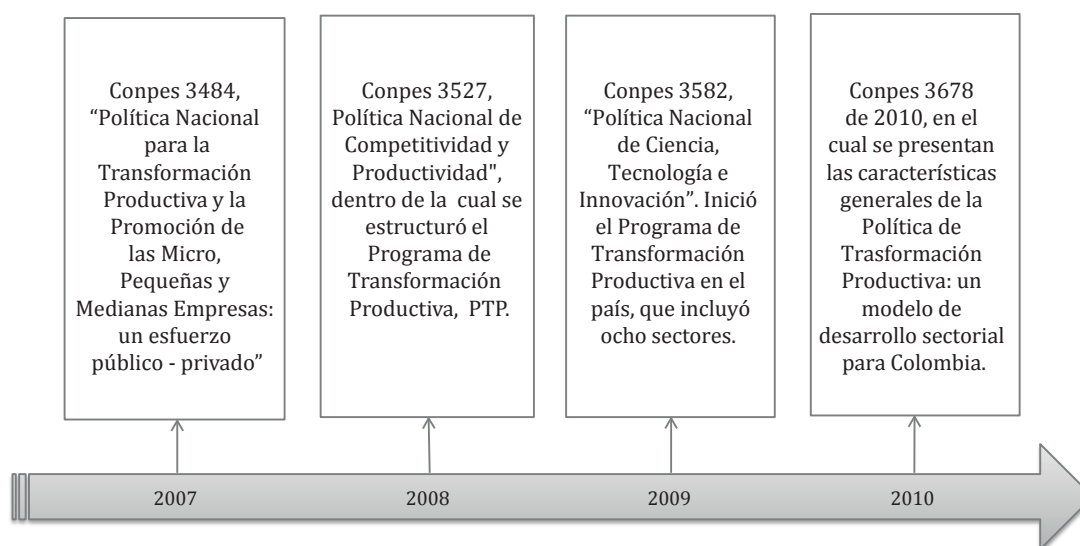 Conpes 3484,
“Política Nacional
para la
Transformación
Productiva y la
Promoción de
las Micro,
Pequeñas y
Medianas Empresas:
un esfuerzo
público - privado”
Conpes 3527,
Política Nacional de
Competitividad y
Productividad",
dentro de la cual se
estructuró el
Programa de
Transformación
Productiva, PTP.
Conpes 3582,
“Política Nacional
de Ciencia,
Tecnología e
Innovación”. Inició
el Programa de
Transformación
Productiva en el
país, que incluyó
ocho sectores.
Conpes 3678
de 2010, en el
cual se presentan
las características
generales de la
Política de
Trasformación
Productiva: un
modelo de
desarrollo sectorial
para Colombia.
2007
2008
2009
2010